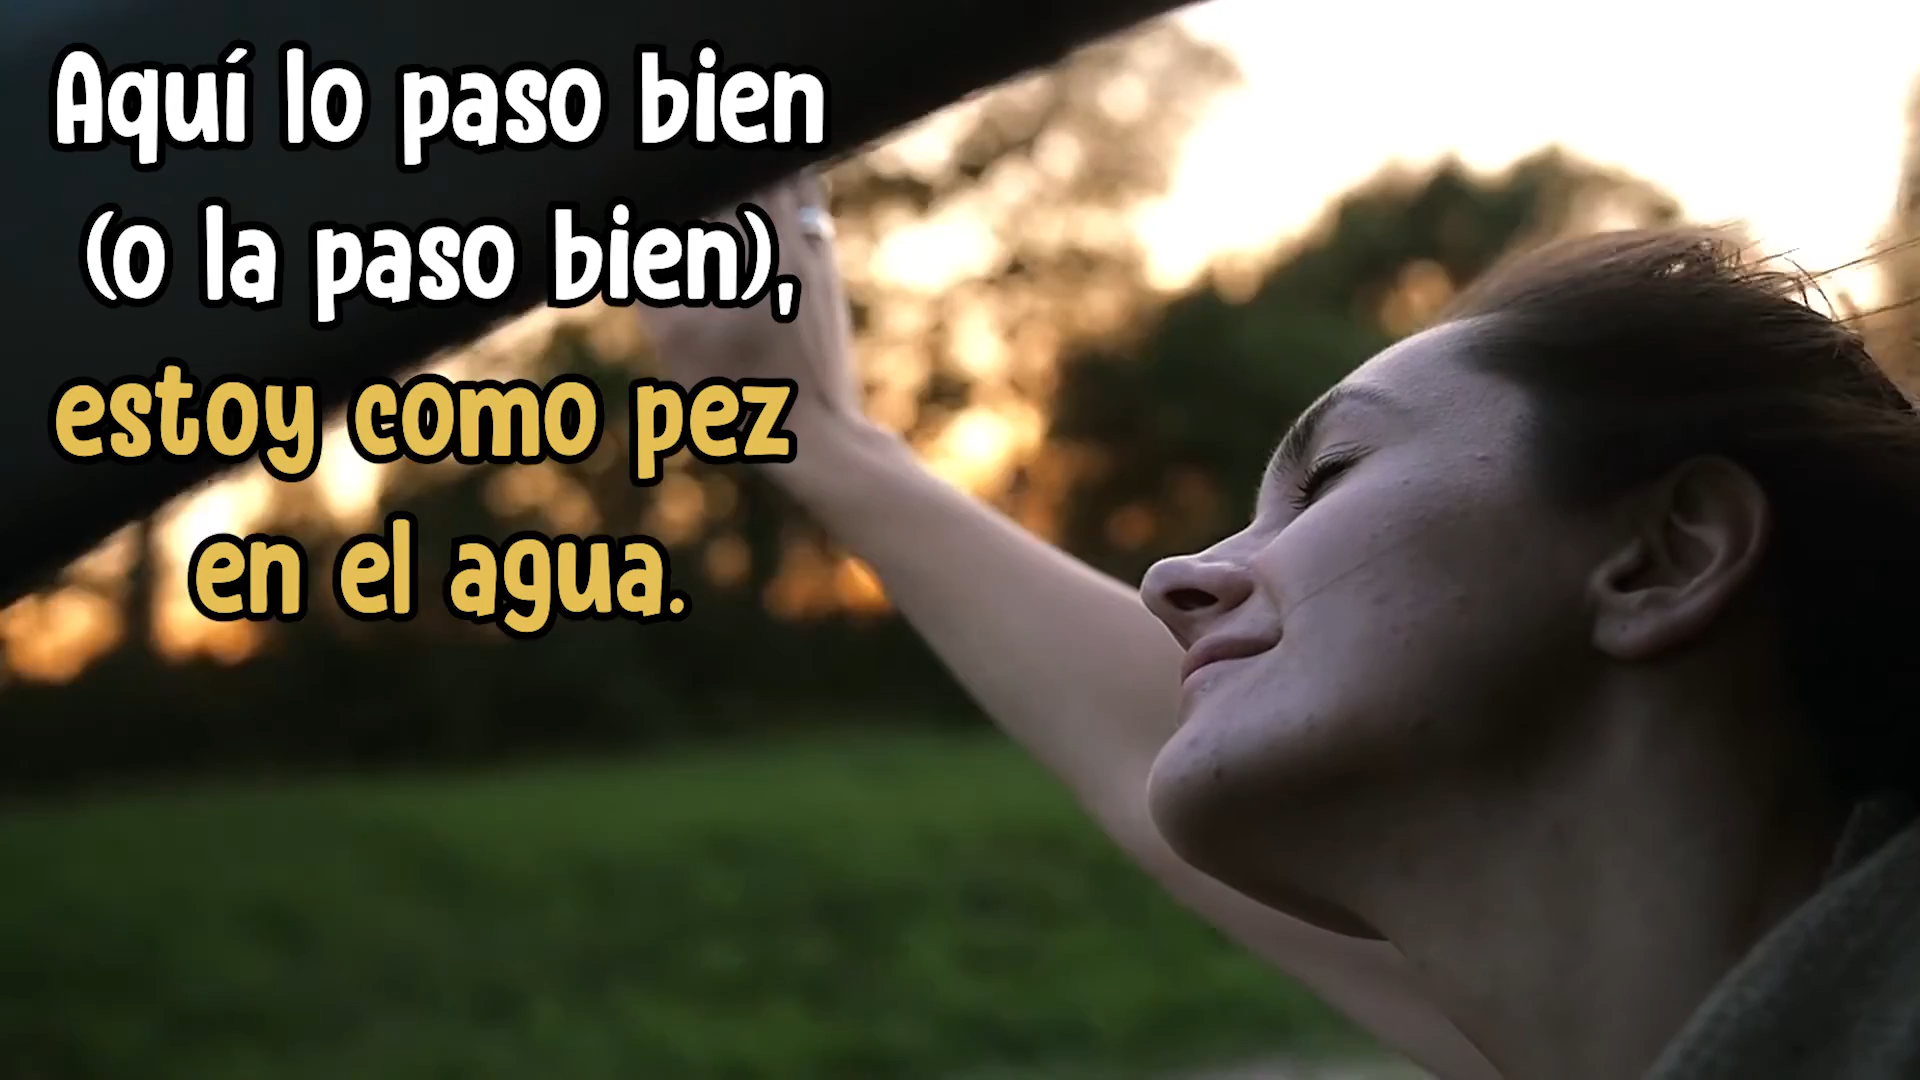 Aquí lo paso bien
(o la paso bien),
estoy como pez
en el agua.